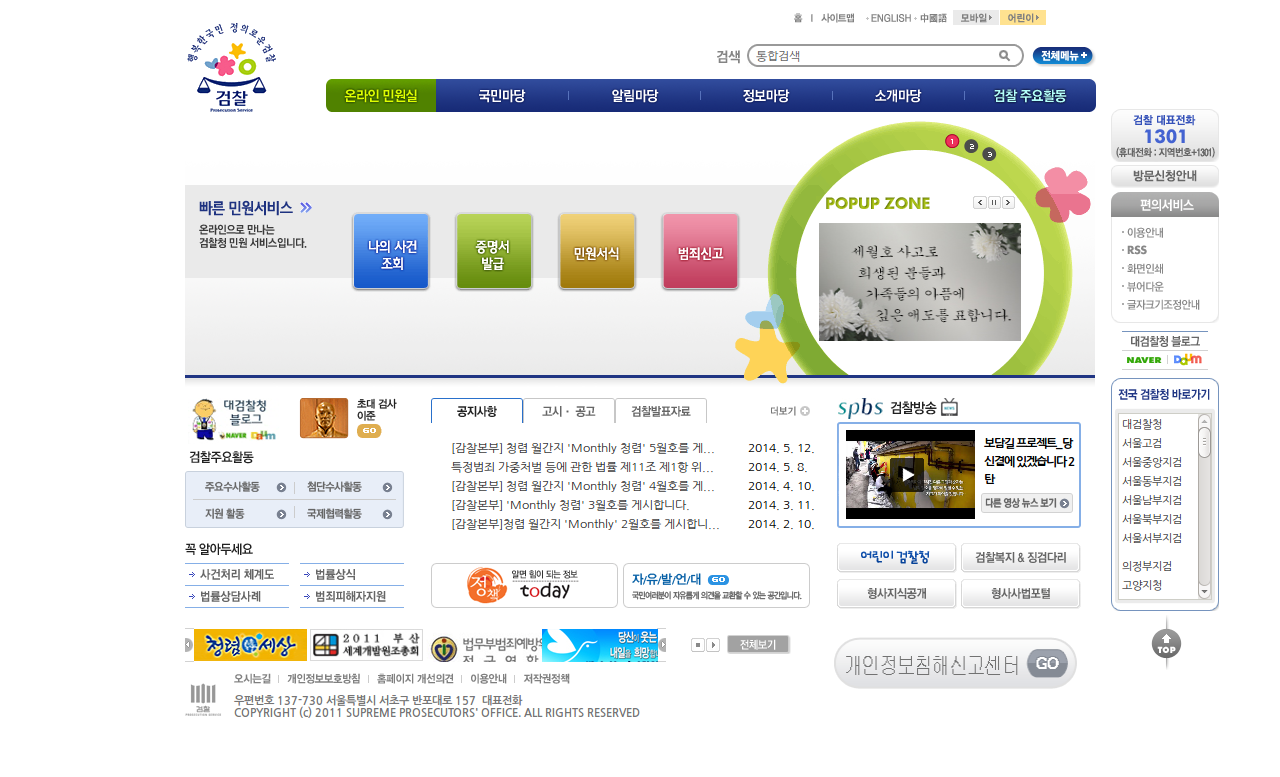 행복한국민 정의로운검찰
검찰
Prosecution Service
홈 사이트맵 ENGLISH 中國語 모바일 어린이
검색 통합검색 전체메뉴
온라인 민원실 국민마당 알림마당 정보마당 소개마당 검찰 주요활동
검찰 대표전화
1301
(휴대전화 : 지역번호+1301)
방문신청안내
편의서비스
이용안내
RSS
화면인쇄
뷰어다운
글자크기조정안내
대검찰청 블로그
NAVER Daum
전국 검찰청 바로가기
대검찰청
서울고검
서울중앙지검
서울동부지검
서울남부지검
서울북부지검
서울서부지검
의정부지검
고양지청
TOP
빠른 민원서비스
온라인으로 만나는
검찰청 민원 서비스입니다.
나의 사건
조회
증명서
발급
민원서식
범죄신고
1 2 3
POPUP ZONE
세월호 사고로
희생된 분들과
가족들의 아픔에
깊은 애도를 표합니다.
대검찰청
블로그
NAVER Daum
초대 검사
이준
GO
검찰주요활동
주요수사활동 첨단수사활동
지원 활동 국제협력활동
꼭 알아두세요
사건처리 체계도 법률상식
법률상담사례 범죄피해자지원
공지사항 고시 · 공고 검찰발표자료 더보기
[감찰본부] 청렴 월간지 'Monthly 청렴' 5월호를 게... 2014. 5. 12.
특정범죄 가중처벌 등에 관한 법률 제11조 제1항 위... 2014. 5. 8.
[감찰본부] 청렴 월간지 'Monthly 청렴' 4월호를 게... 2014. 4. 10.
[감찰본부] 'Monthly 청렴' 3월호를 게시합니다. 2014. 3. 11.
[감찰본부]청렴 월간지 'Monthly' 2월호를 게시합니... 2014. 2. 10.
정책
알면 힘이 되는 정보
today
자/유/발/언/대 GO
국민여러분이 자유롭게 의견을 교환할 수 있는 공간입니다.
spbs 검찰방송 NEWS
보담길 프로젝트_당
신곁에 있겠습니다 2
탄
다른 영상 뉴스 보기
어린이 검찰청 검찰복지 & 징검다리
형사지식공개 형사사법포털
청렴 세상
2011 부산
세계개발원조총회
법무부범죄예방위
전국연합
당신이 웃는
내일을 희망합
전체보기
개인정보침해신고센터 GO
오시는길 개인정보보호방침 홈페이지 개선의견 이용안내 저작권정책
검찰
PROSECUTION SERVICE
우편번호 137-730 서울특별시 서초구 반포대로 157 대표전화
COPYRIGHT (c) 2011 SUPREME PROSECUTORS' OFFICE. ALL RIGHTS RESERVED